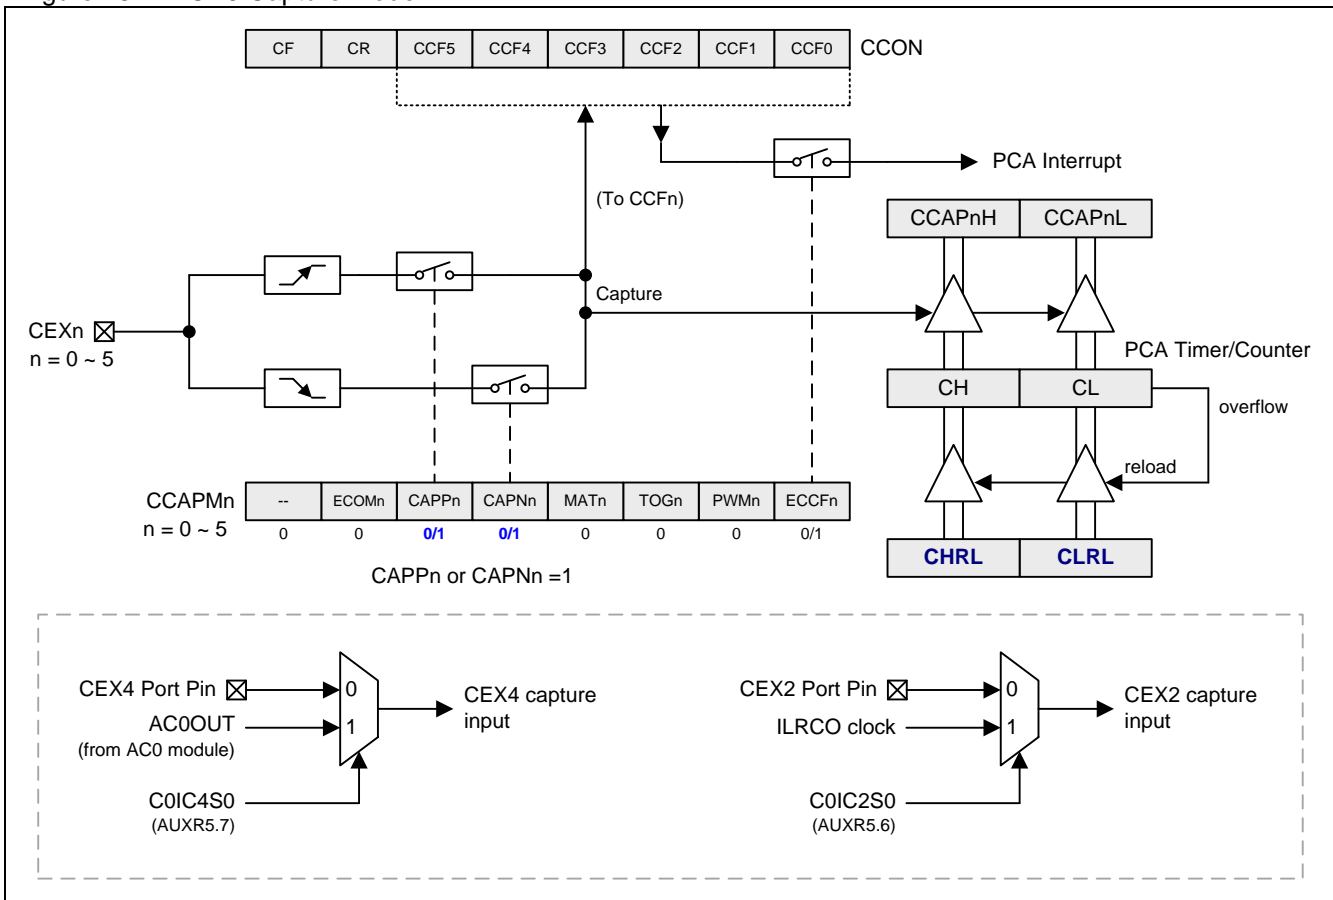 CF CR CCF5 CCF4 CCF3 CCF2 CCF1 CCF0 CCON
PCA Interrupt
(To CCFn)
CCAPnH CCAPnL
Capture
CEXn
n = 0 ~ 5
PCA Timer/Counter
CH CL
overflow
reload
CCAPMn
n = 0 ~ 5
-- ECOMn CAPPn CAPNn MATn TOGn PWMn ECCFn
0 0 0/1 0/1 0 0 0 0/1
CHRL CLRL
CAPPn or CAPNn =1
CEX4 Port Pin
0
AC0OUT
1
(from AC0 module)
CEX4 capture
input
C0IC4S0
(AUXR5.7)
CEX2 Port Pin
0
ILRCO clock
1
CEX2 capture
input
C0IC2S0
(AUXR5.6)